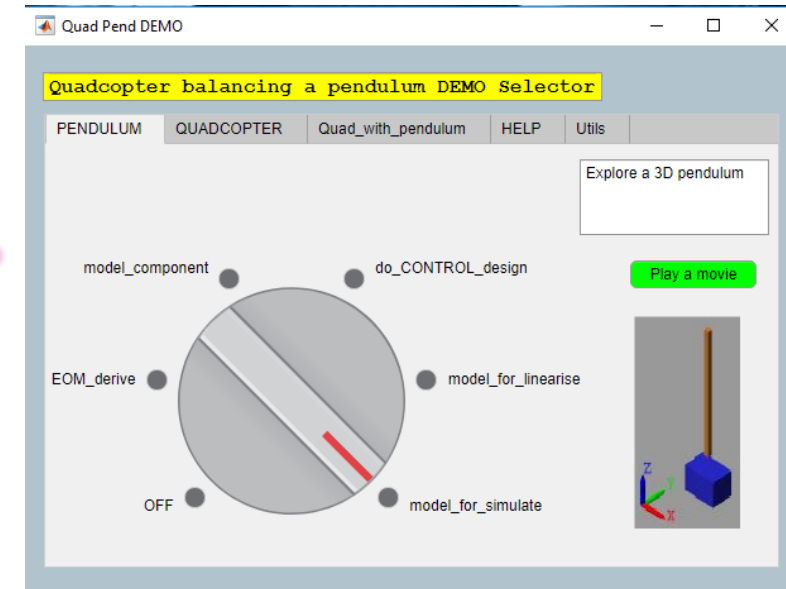 Quad Pend DEMO
Quadcopter balancing a pendulum DEMO Selector
PENDULUM QUADCOPTER Quad_with_pendulum HELP Utils
Explore a 3D pendulum
model_component do_CONTROL_design
Play a movie
EOM_derive model_for_linearise
OFF model_for_simulate
Z
Y
X